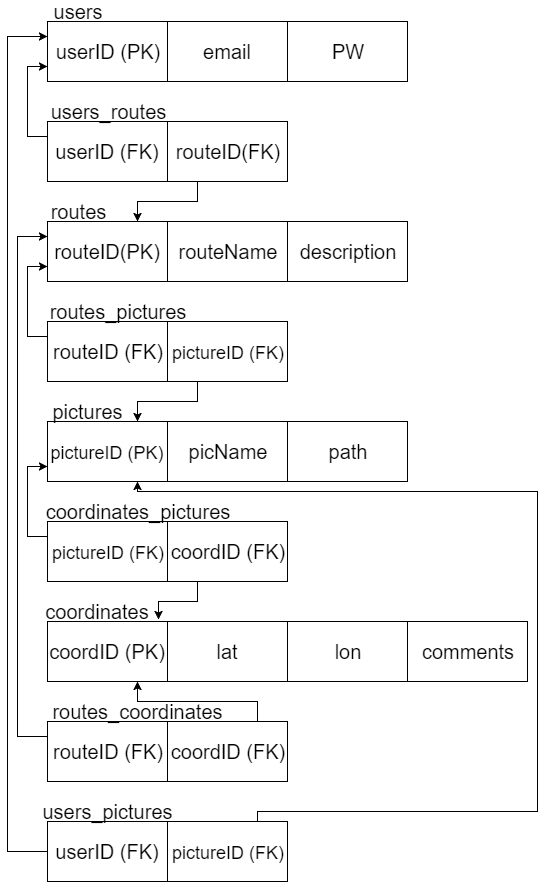 users
userID (PK) email PW
users_routes
userID (FK) routeID(FK)
routes
routeID(PK) routeName description
routes_pictures
routeID (FK) pictureID (FK)
pictures
pictureID (PK) picName path
coordinates_pictures
pictureID (FK) coordID (FK)
coordinates
coordID (PK) lat lon comments
routes_coordinates
routeID (FK) coordID (FK)
users_pictures
userID (FK) pictureID (FK)